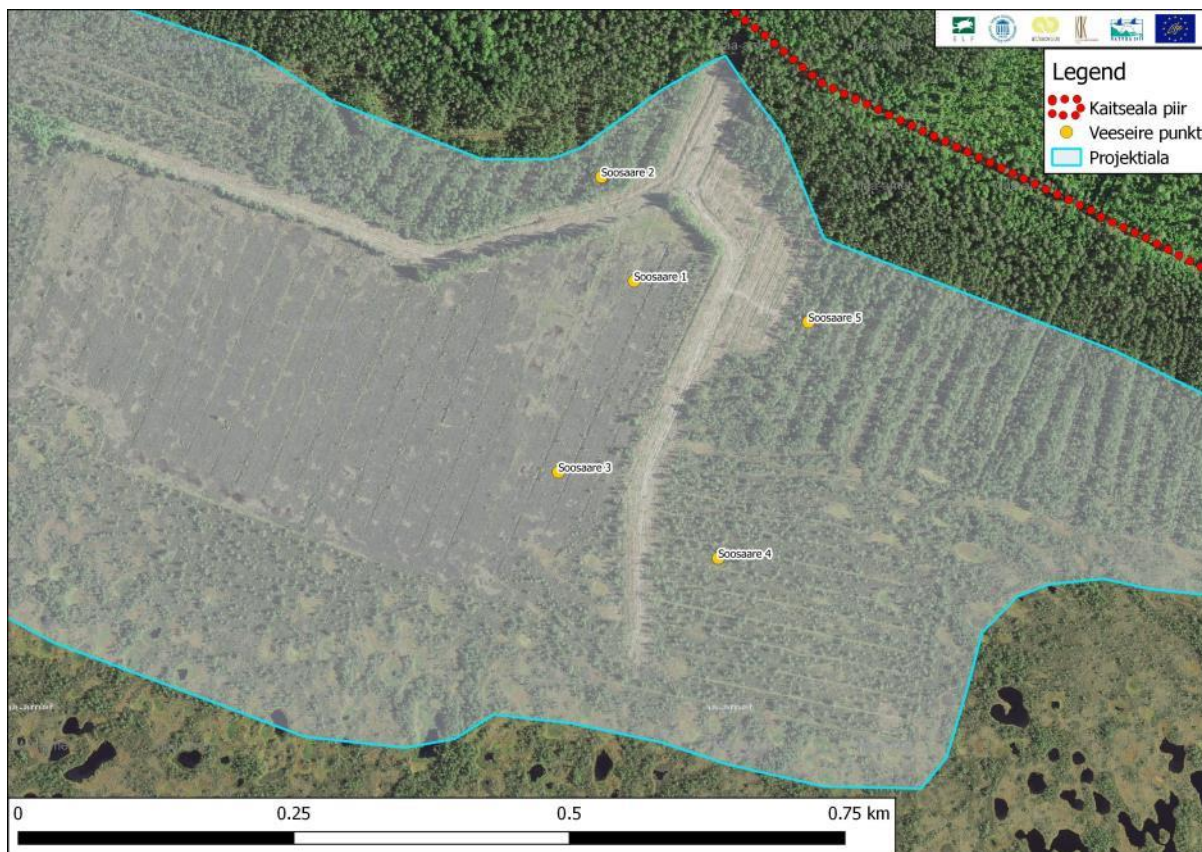 E L F
Legend
Kaitseala piir
Veeseire punkt
Projektiala
Soosaare 2
Soosaare 1
Soosaare 5
Soosaare 3
Soosaare 4
0 0.25 0.5 0.75 km